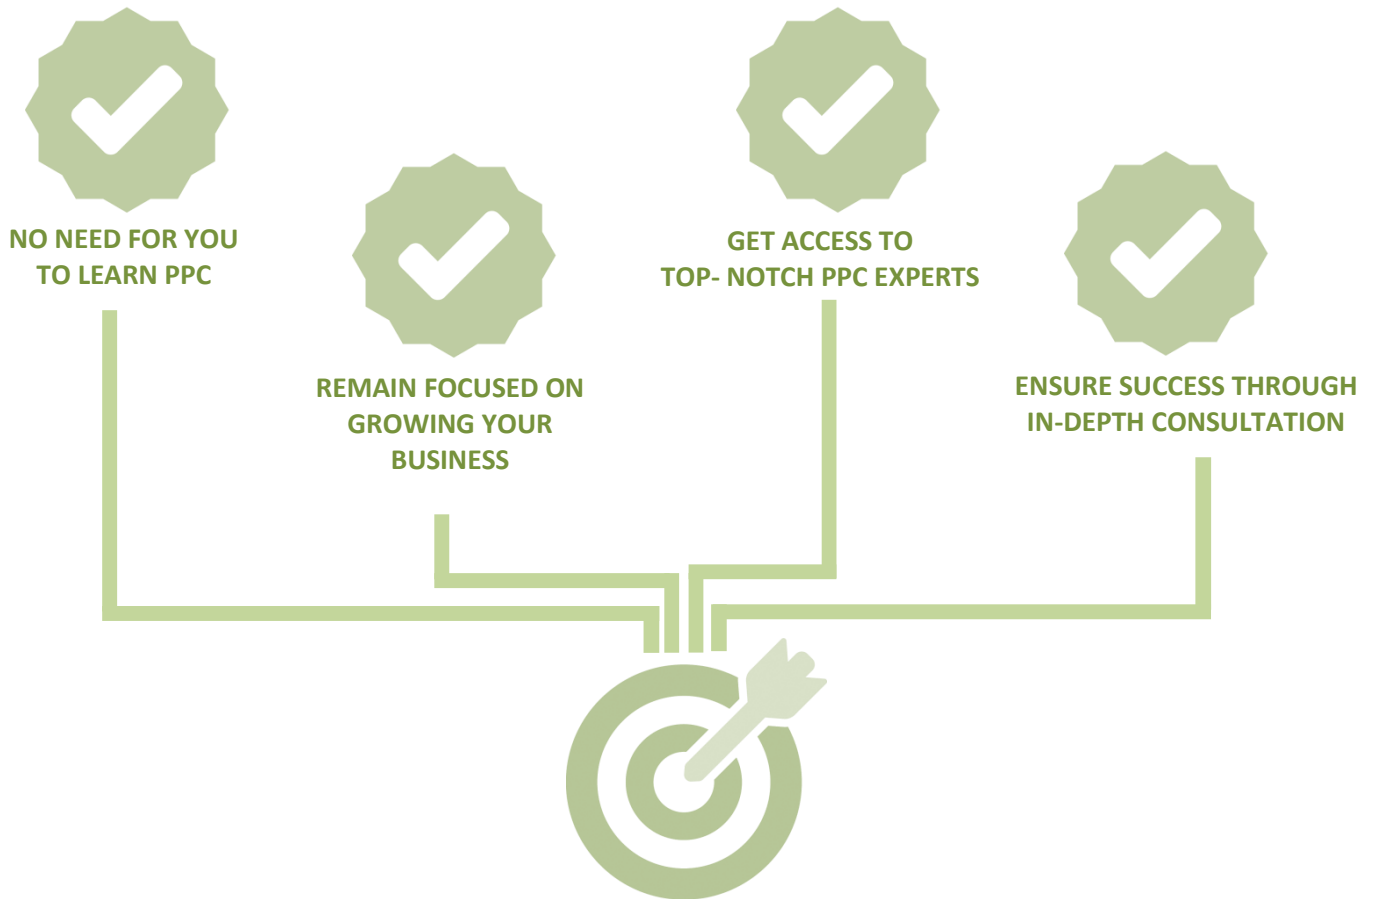 NO NEED FOR YOU
TO LEARN PPC
REMAIN FOCUSED ON
GROWING YOUR
BUSINESS
GET ACCESS TO
TOP- NOTCH PPC EXPERTS
ENSURE SUCCESS THROUGH
IN-DEPTH CONSULTATION